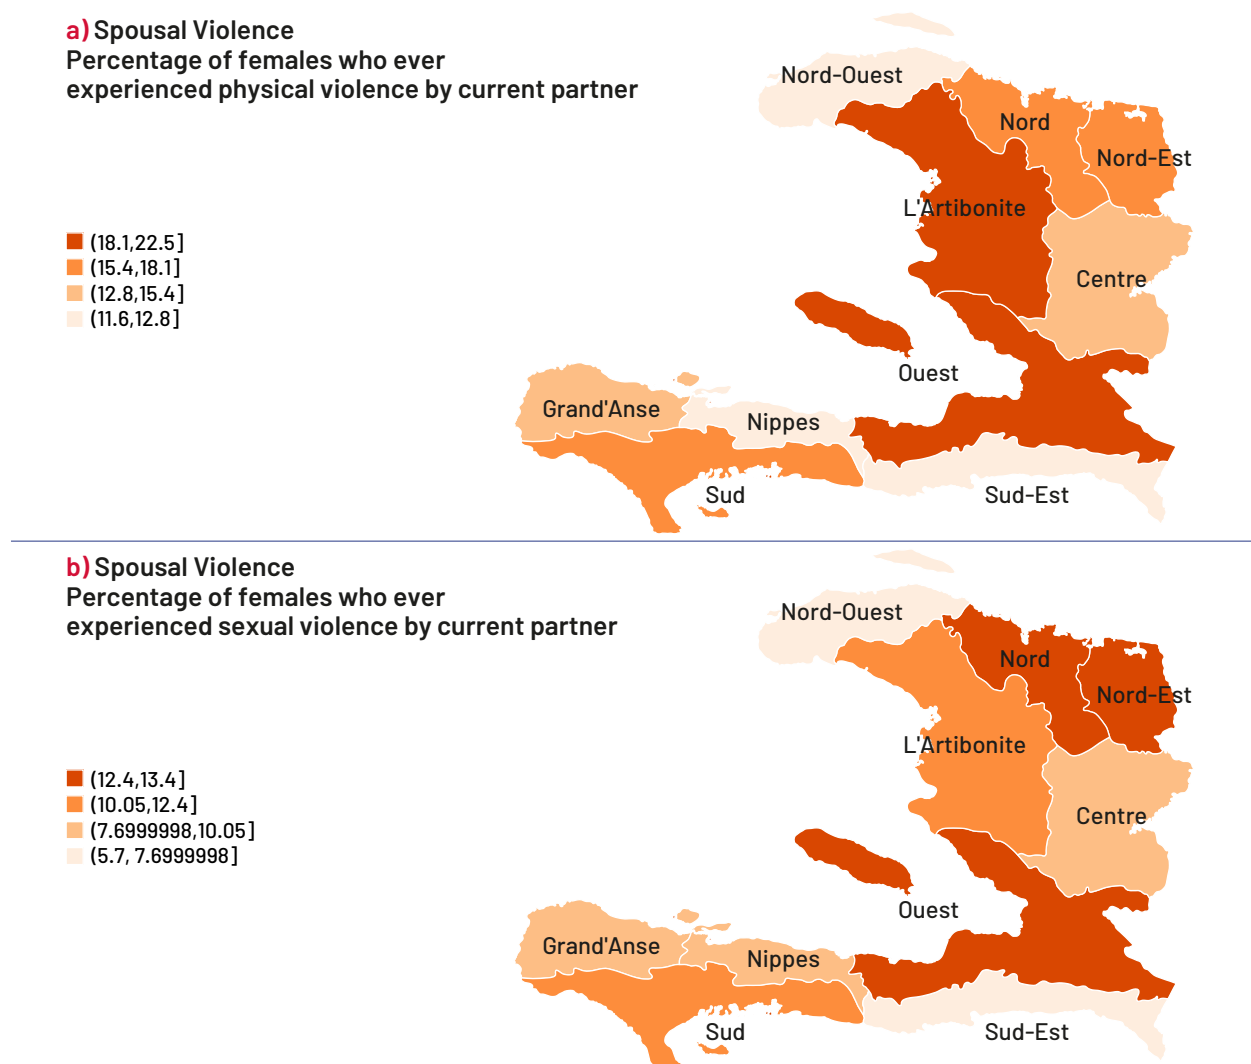 a) Spousal Violence
Percentage of females who ever
experienced physical violence by current partner
Nord-Ouest
Nord
Nord-Est
L'Artibonite
(18.1,22.5]
(15.4,18.1]
(12.8,15.4]
(11.6,12.8]
Centre
Ouest
Grand'Anse
Nippes
Sud
Sud-Est
b) Spousal Violence
Percentage of females who ever
experienced sexual violence by current partner
Nord-Ouest
Nord
Nord-Est
L'Artibonite
(12.4,13.4]
(10.05,12.4]
(7.6999998,10.05]
(5.7, 7.6999998]
Centre
Ouest
Grand'Anse
Nippes
Sud
Sud-Est